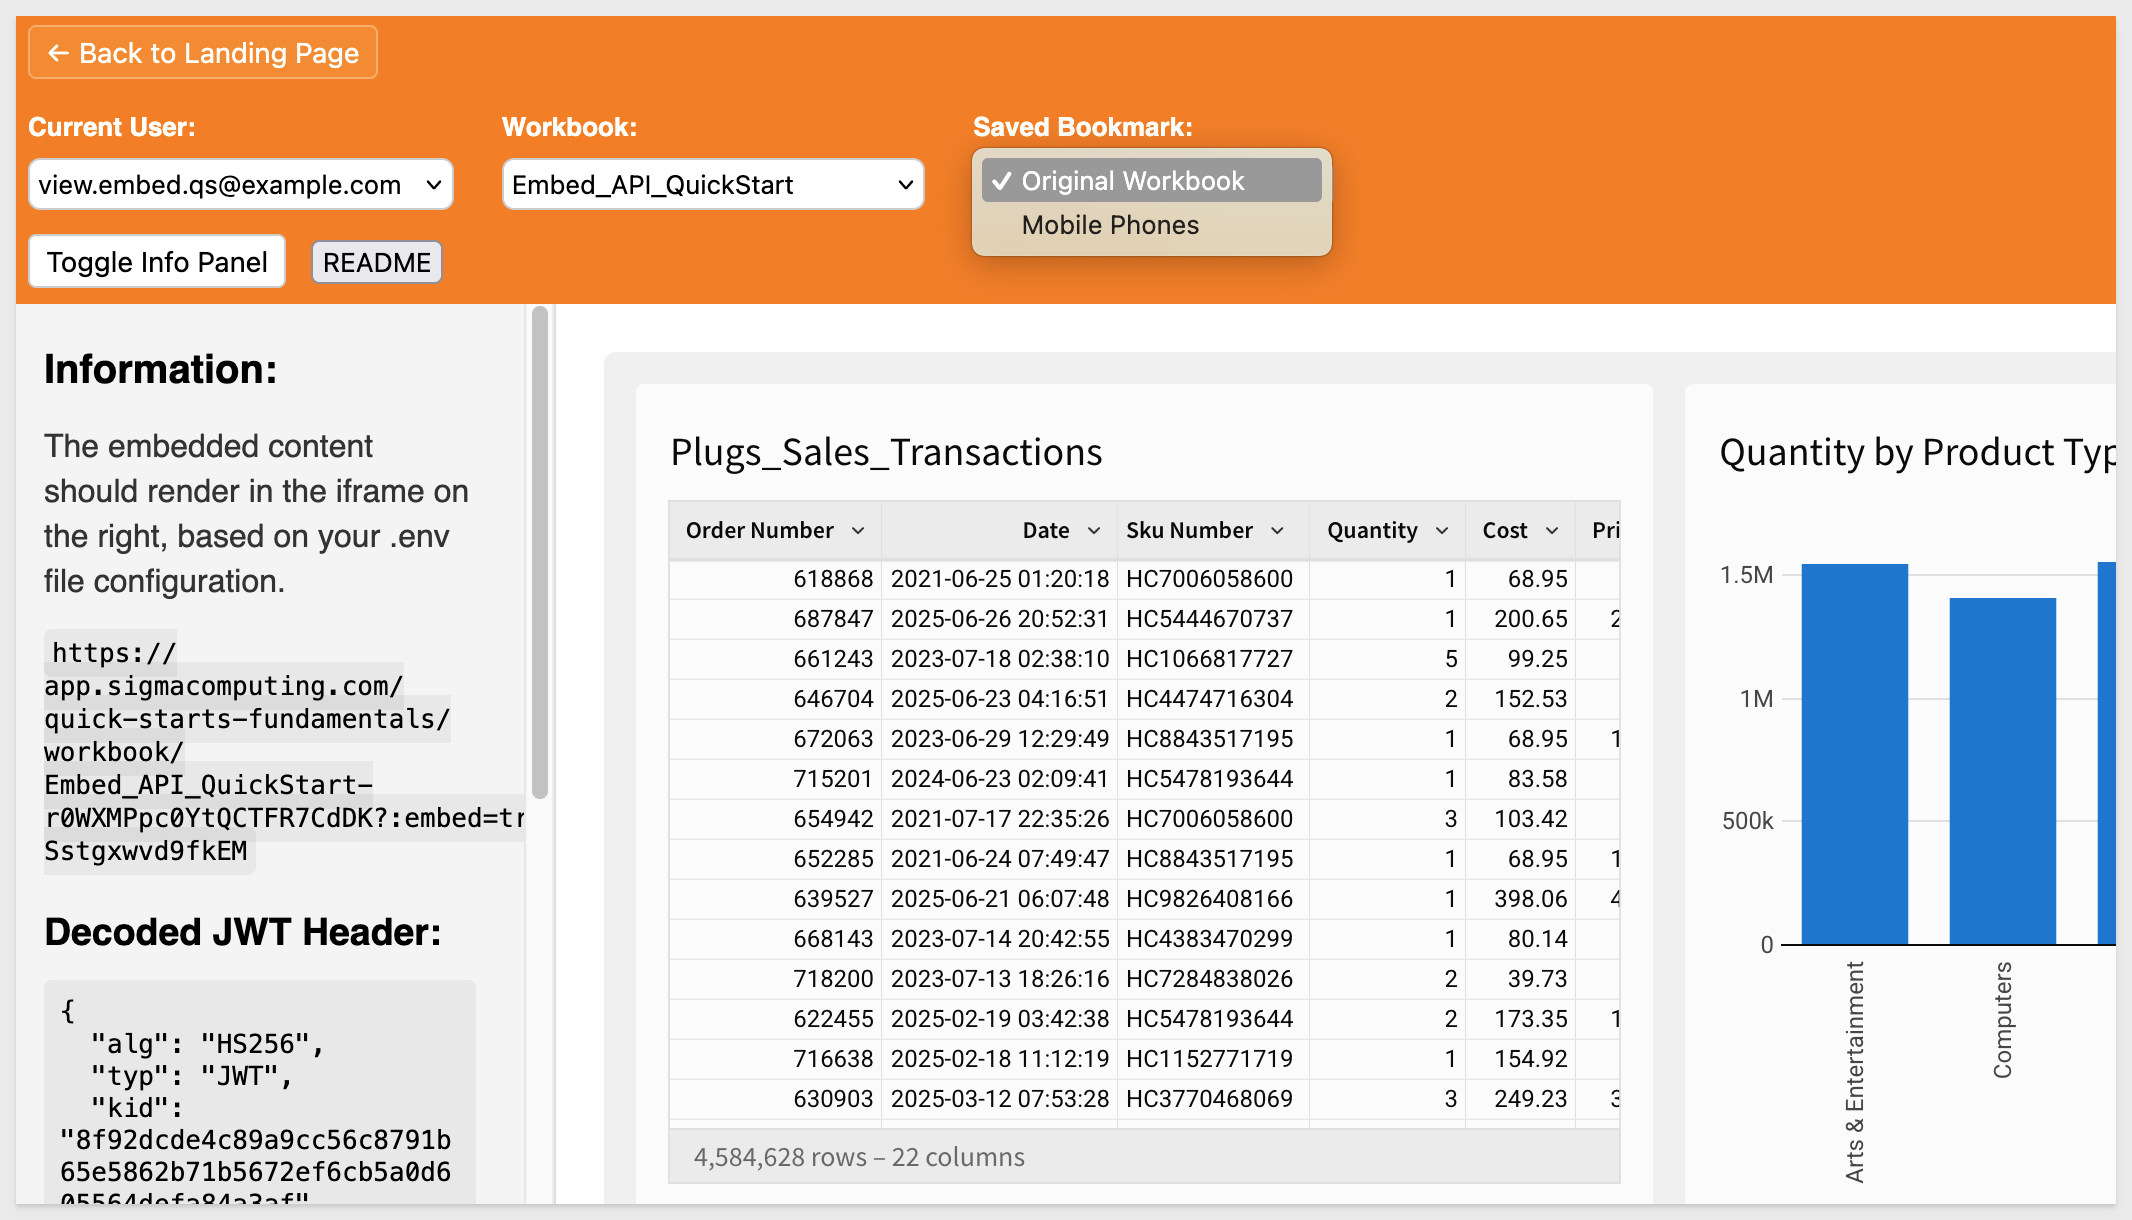 ← Back to Landing Page
Current User:
Workbook:
Saved Bookmark:
view.embed.qs@example.com
Embed_API_QuickStart
✓ Original Workbook
Mobile Phones
Toggle Info Panel
README
Information:
The embedded content
should render in the iframe on
the right, based on your .env
file configuration.
https://
app.sigmacomputing.com/
quick-starts-fundamentals/
workbook/
Embed_API_QuickStart-
r0WXMPpc0YtQCTFR7CdDK?:embed=tr
Sstgxwvd9fkEM
Decoded JWT Header:
{
"alg": "HS256",
"typ": "JWT",
"kid":
"8f92dcde4c89a9cc56c8791b
65e5862b71b5672ef6cb5a0d6
05564defa84a3af"
Plugs_Sales_Transactions
Order Number Date Sku Number Quantity Cost Pri
618868 2021-06-25 01:20:18 HC7006058600 1 68.95
687847 2025-06-26 20:52:31 HC5444670737 1 200.65 2
661243 2023-07-18 02:38:10 HC1066817727 5 99.25
646704 2025-06-23 04:16:51 HC4474716304 2 152.53
672063 2023-06-29 12:29:49 HC8843517195 1 68.95 1
715201 2024-06-23 02:09:41 HC5478193644 1 83.58
654942 2021-07-17 22:35:26 HC7006058600 3 103.42
652285 2021-06-24 07:49:47 HC8843517195 1 68.95 1
639527 2025-06-21 06:07:48 HC9826408166 1 398.06 4
668143 2023-07-14 20:42:55 HC4383470299 1 80.14
718200 2023-07-13 18:26:16 HC7284838026 2 39.73
622455 2025-02-19 03:42:38 HC5478193644 2 173.35 1
716638 2025-02-18 11:12:19 HC1152771719 1 154.92
630903 2025-03-12 07:53:28 HC3770468069 3 249.23 3
4,584,628 rows – 22 columns
Quantity by Product Typ
1.5M
1M
500k
0
Arts & Entertainment
Computers